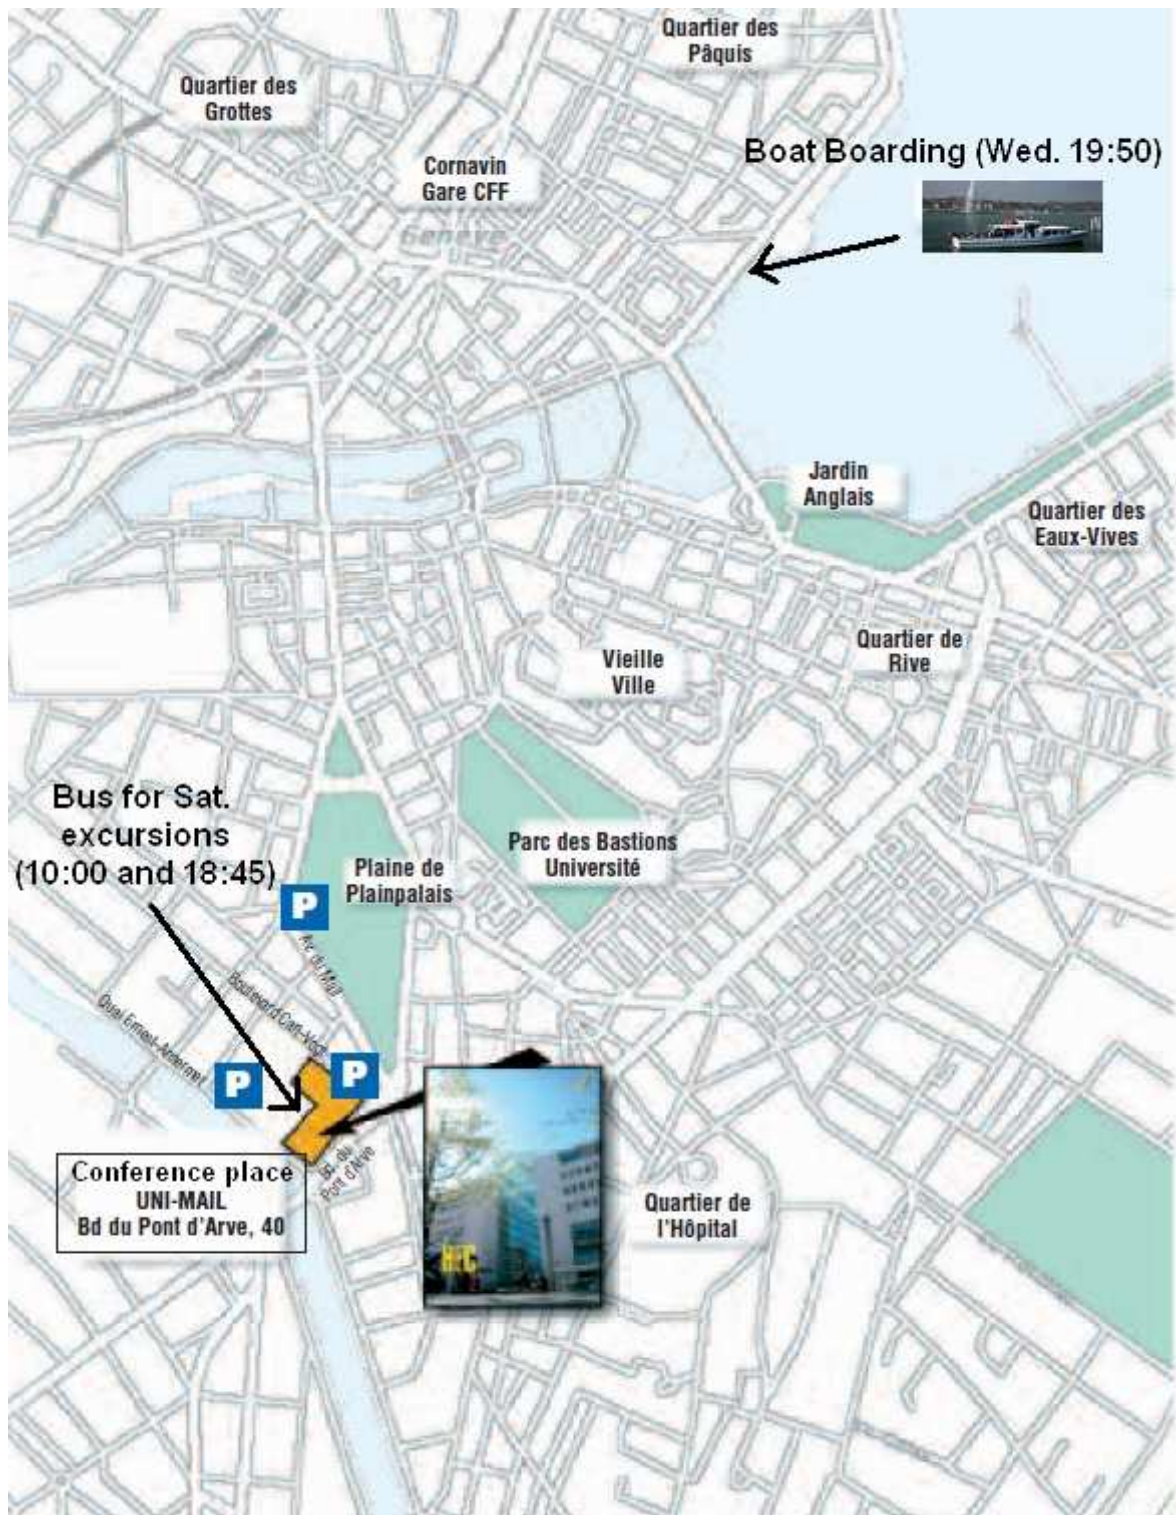 Quartier des
Pâquis
Quartier des
Grottes
Boat Boarding (Wed. 19:50)
Cornavin
Gare CFF
Genève
Jardin
Anglais
Quartier des
Eaux-Vives
Quartier de
Rive
Vieille
Ville
Bus for Sat.
excursions
(10:00 and 18:45)
Parc des Bastions
Université
Plaine de
Plainpalais
P
Av. du Mail
Boulevard Carl-Vogt
Quai Ernest-Ansermet
P
P
Bd. du
Pont d'Arve
Conference place
UNI-MAIL
Bd du Pont d'Arve, 40
HEC
Quartier de
l'Hôpital